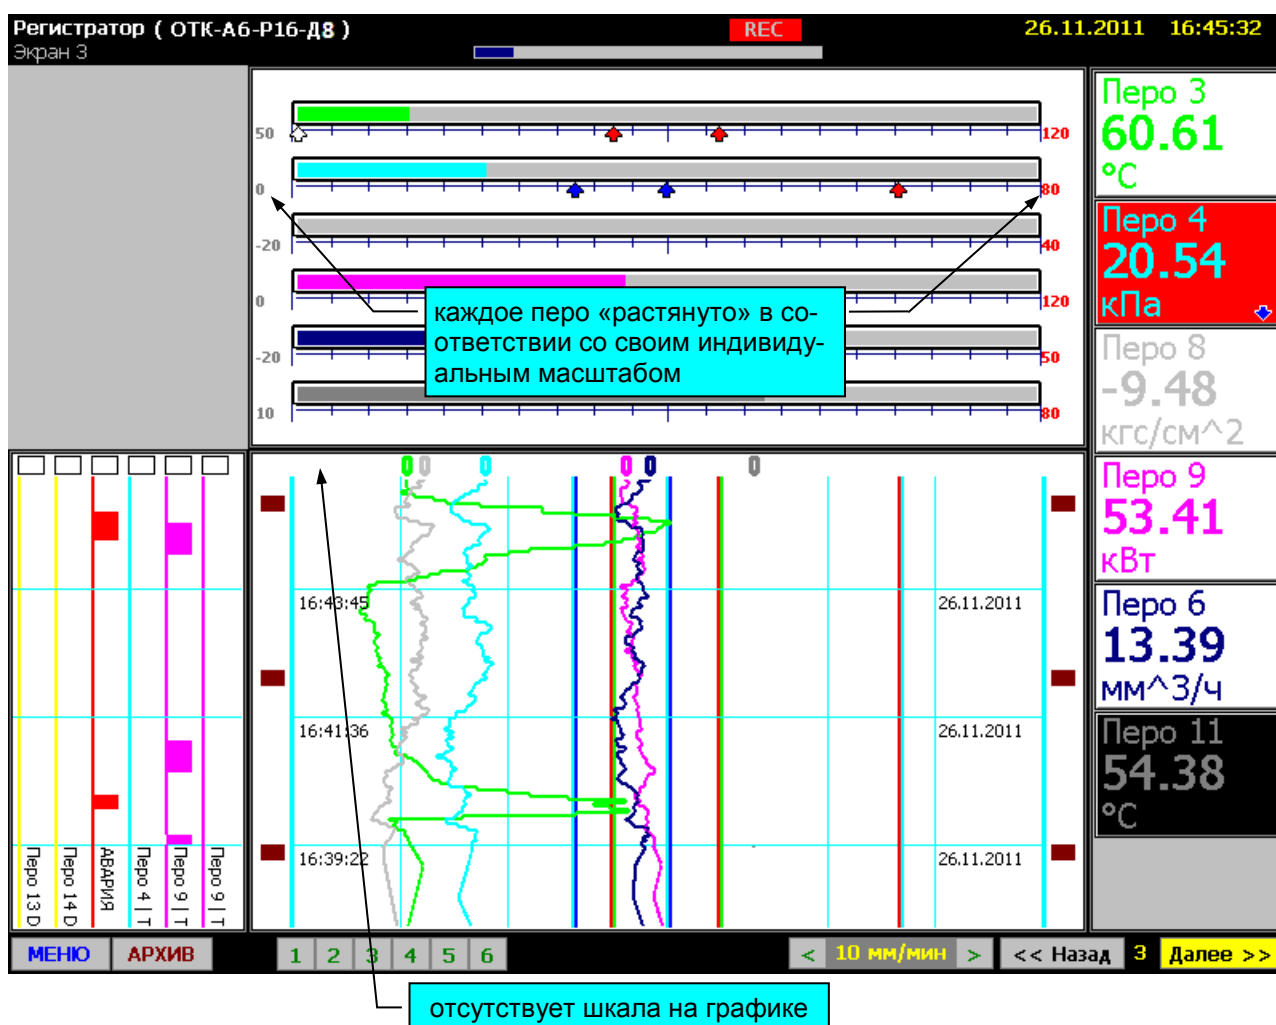 Регистратор ( ОТК-А6-Р16-Д8 )
REC
26.11.2011 16:45:32
Экран 3
50
120
0
80
-20
40
0
120
-20
50
10
80
каждое перо «растянуто» в со-
ответствии со своим индивиду-
альным масштабом
Перо 3
60.61
°C
Перо 4
20.54
кПа
Перо 8
-9.48
кгс/см^2
Перо 9
53.41
кВт
Перо 6
13.39
мм^3/ч
Перо 11
54.38
°C
16:43:45
26.11.2011
16:41:36
26.11.2011
16:39:22
26.11.2011
Перо 13 D
Перо 14 D
АВАРИЯ
Перо 4 | Т
Перо 9 | Т
Перо 9 | Т
МЕНЮ АРХИВ 1 2 3 4 5 6 < 10 мм/мин > << Назад 3 Далее >>
отсутствует шкала на графике